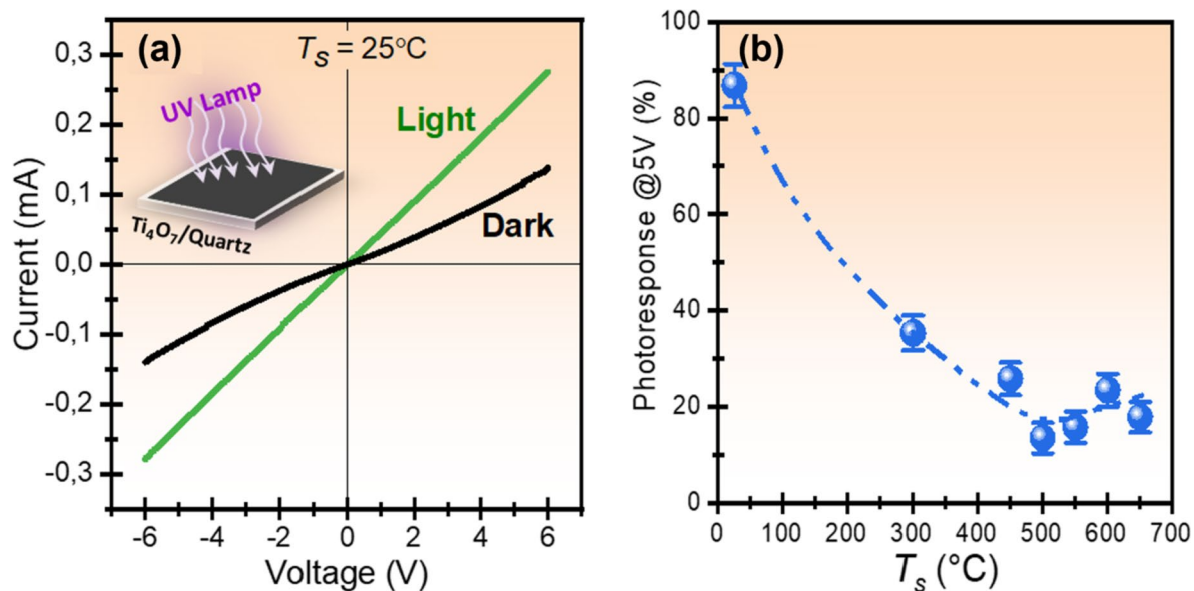 (a)
T_S = 25°C
UV Lamp
Light
Dark
Ti₄O₇/Quartz
0,3
0,2
0,1
0,0
-0,1
-0,2
-0,3
Current (mA)
-6 -4 -2 0 2 4 6
Voltage (V)
(b)
100
80
60
40
20
0
Photoresponse @5V (%)
0 100 200 300 400 500 600 700
T_s (°C)